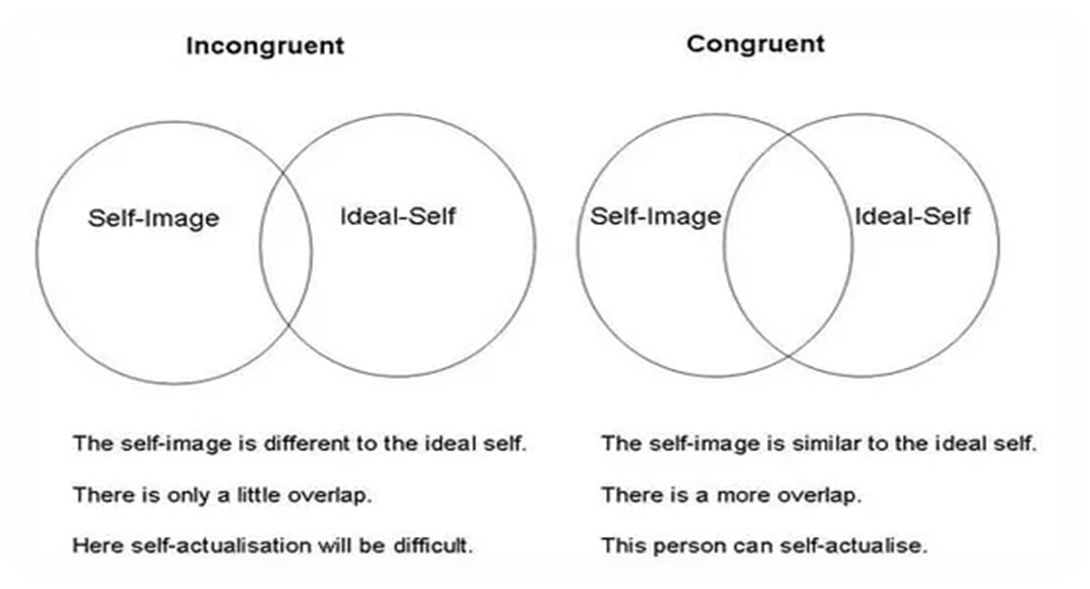 Incongruent
Self-Image
Ideal-Self
The self-image is different to the ideal self.
There is only a little overlap.
Here self-actualisation will be difficult.
Congruent
Self-Image
Ideal-Self
The self-image is similar to the ideal self.
There is a more overlap.
This person can self-actualise.